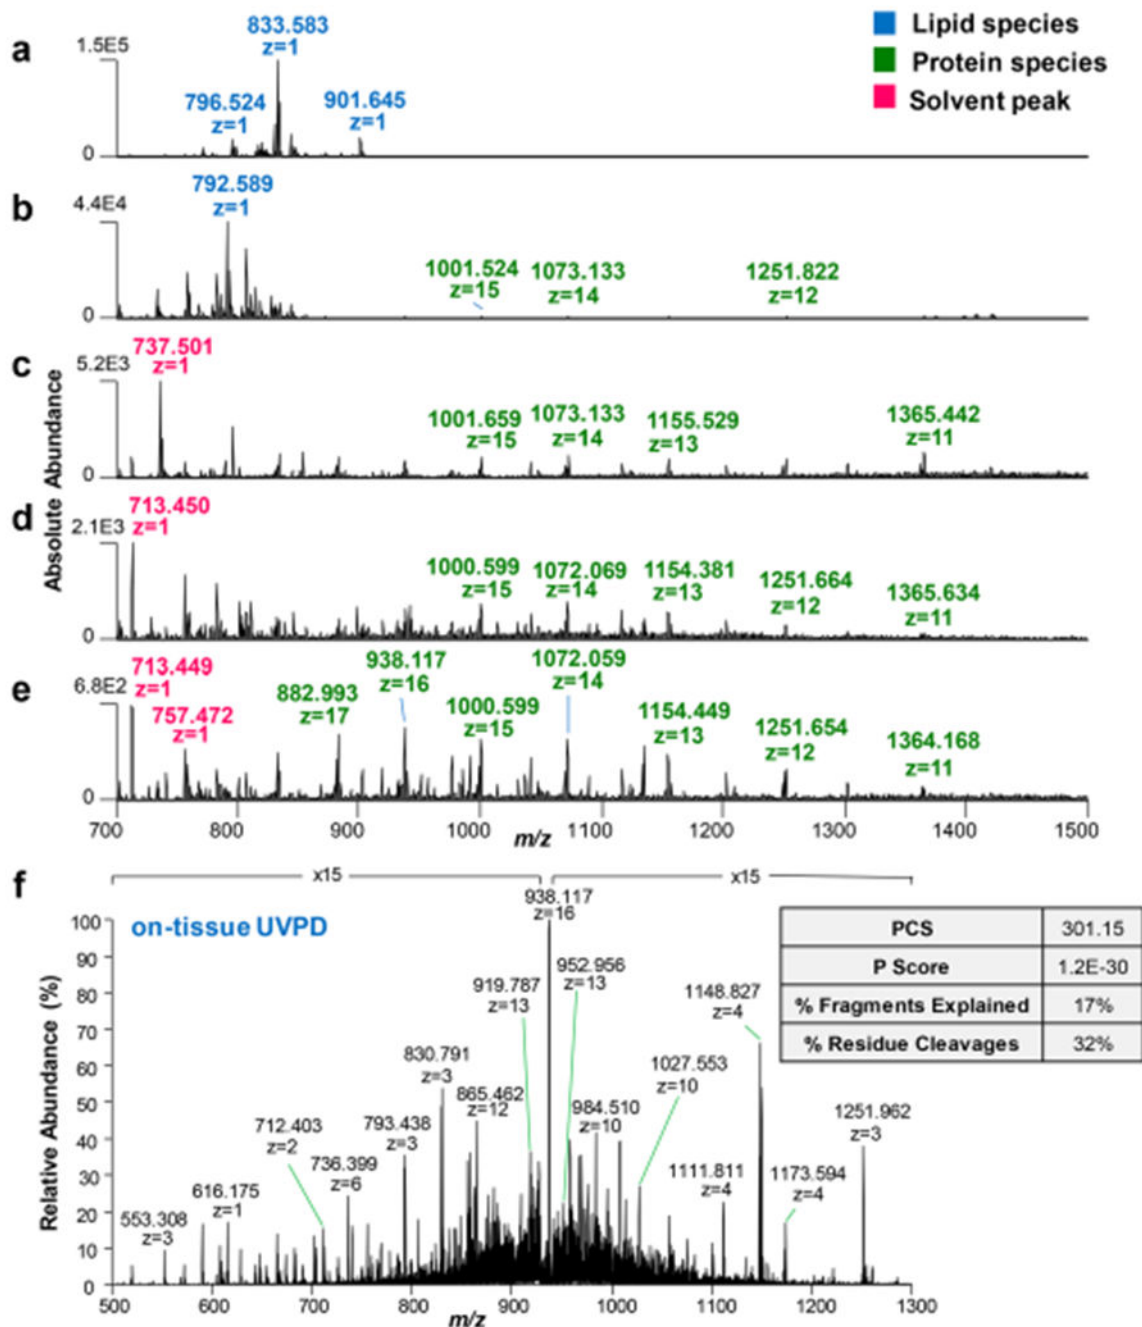 Lipid species
Protein species
Solvent peak
a
1.5E5
0
833.583
z=1
796.524
z=1
901.645
z=1
b
4.4E4
0
792.589
z=1
1001.524
z=15
1073.133
z=14
1251.822
z=12
Absolute Abundance
c
5.2E3
0
737.501
z=1
1001.659
z=15
1073.133
z=14
1155.529
z=13
1365.442
z=11
d
2.1E3
0
713.450
z=1
1000.599
z=15
1072.069
z=14
1154.381
z=13
1251.664
z=12
1365.634
z=11
e
6.8E2
0
713.449
z=1
757.472
z=1
882.993
z=17
938.117
z=16
1000.599
z=15
1072.059
z=14
1154.449
z=13
1251.654
z=12
1364.168
z=11
700 800 900 1000 1100 1200 1300 1400 1500
m/z
f
x15 x15
on-tissue UVPD
Relative Abundance (%)
100
90
80
70
60
50
40
30
20
10
0
553.308
z=3
616.175
z=1
712.403
z=2
736.399
z=6
793.438
z=3
830.791
z=3
865.462
z=12
919.787
z=13
938.117
z=16
952.956
z=13
984.510
z=10
1027.553
z=10
1111.811
z=4
1148.827
z=4
1173.594
z=4
1251.962
z=3
PCS 301.15
P Score 1.2E-30
% Fragments Explained 17%
% Residue Cleavages 32%
500 600 700 800 900 1000 1100 1200 1300
m/z